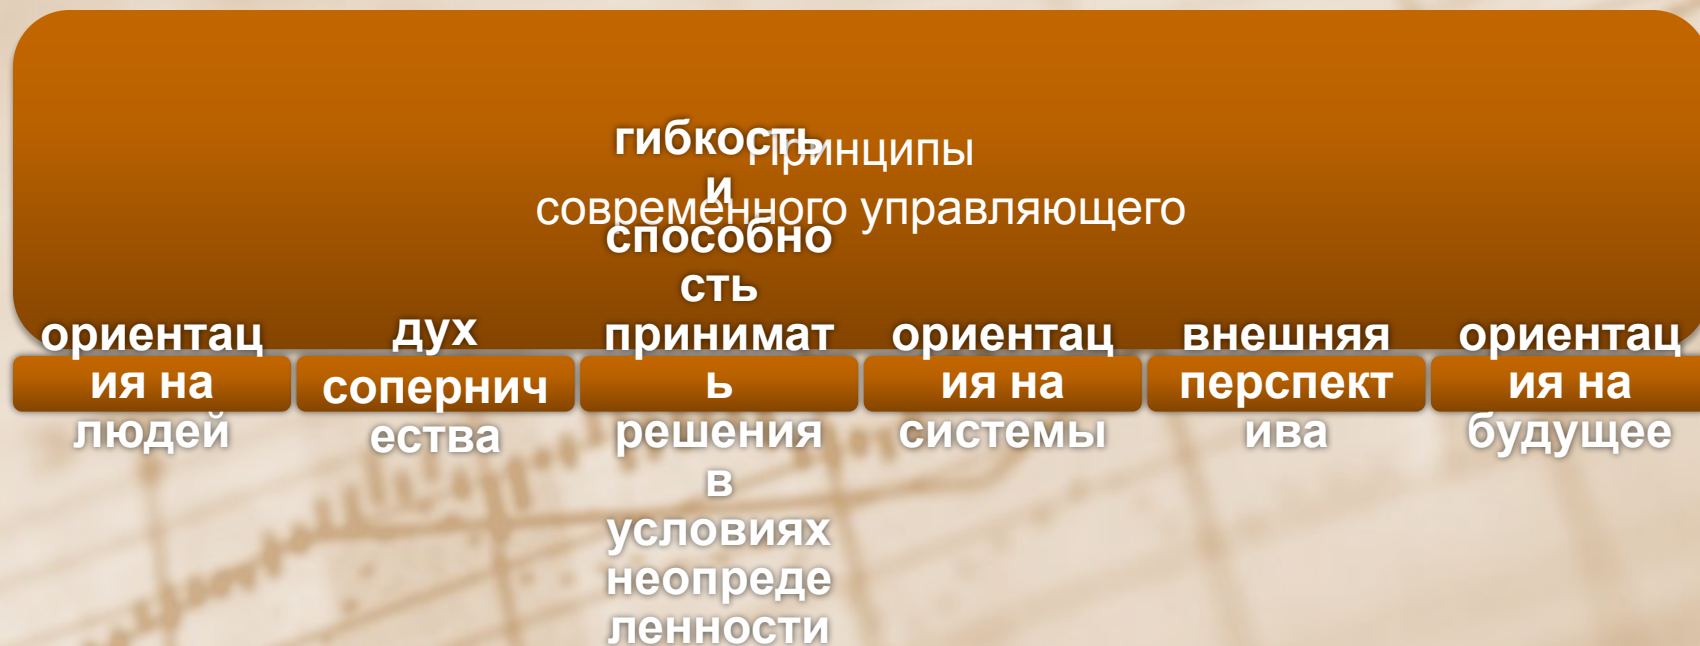 Принципы
современного управляющего
ориентац
ия на
людей
дух
сопернич
ества
гибкость
и
способно
сть
принимат
ь
решения
в
условиях
неопреде
ленности
ориентац
ия на
системы
внешняя
перспект
ива
ориентац
ия на
будущее